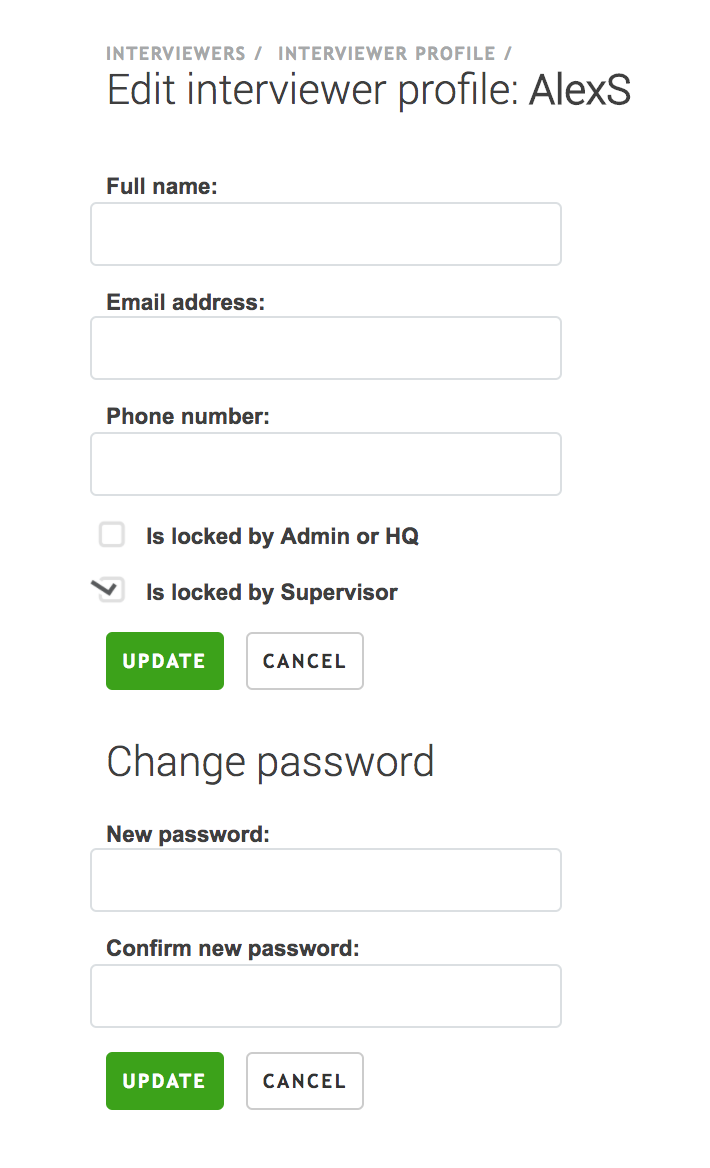 INTERVIEWERS / INTERVIEWER PROFILE /
Edit interviewer profile: AlexS
Full name:
Email address:
Phone number:
Is locked by Admin or HQ
Is locked by Supervisor
UPDATE CANCEL
Change password
New password:
Confirm new password:
UPDATE CANCEL